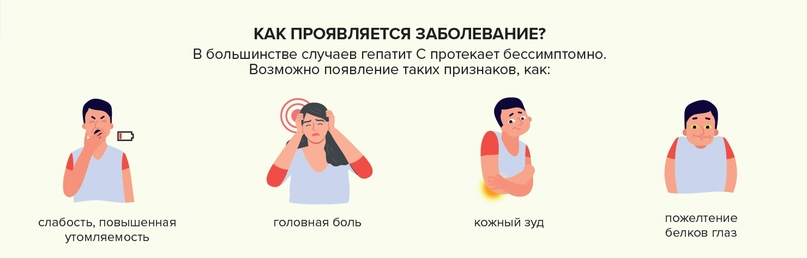 КАК ПРОЯВЛЯЕТСЯ ЗАБОЛЕВАНИЕ?
В большинстве случаев гепатит С протекает бессимптомно.
Возможно появление таких признаков, как:
слабость, повышенная
утомляемость
головная боль
кожный зуд
пожелтение
белков глаз